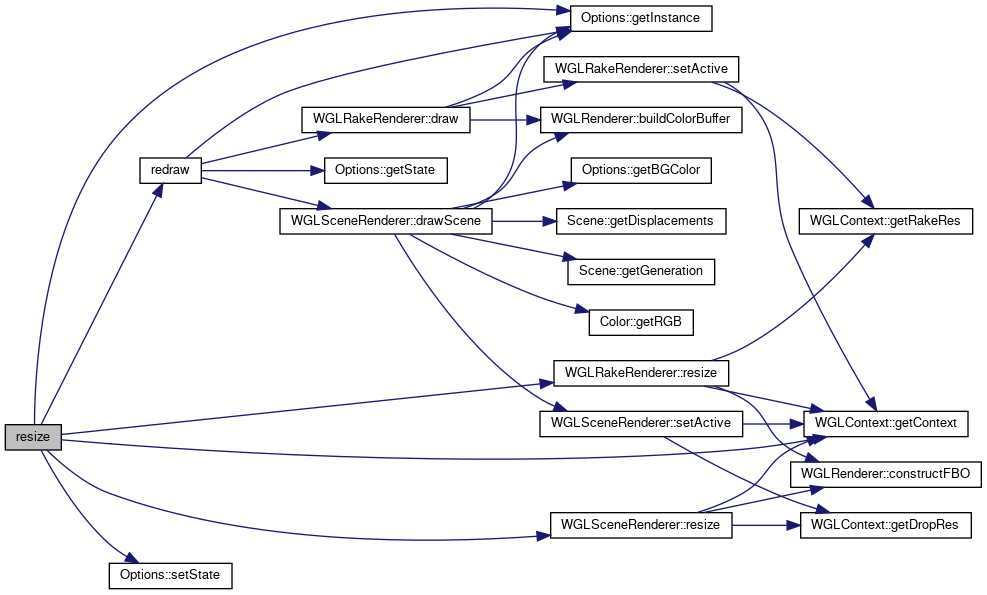 Options::getInstance
WGLRakeRenderer::setActive
WGLRakeRenderer::draw
WGLRenderer::buildColorBuffer
redraw
Options::getState
Options::getBGColor
WGLSceneRenderer::drawScene
Scene::getDisplacements
WGLContext::getRakeRes
Scene::getGeneration
Color::getRGB
WGLRakeRenderer::resize
resize
WGLSceneRenderer::setActive
WGLContext::getContext
WGLRenderer::constructFBO
WGLSceneRenderer::resize
WGLContext::getDropRes
Options::setState